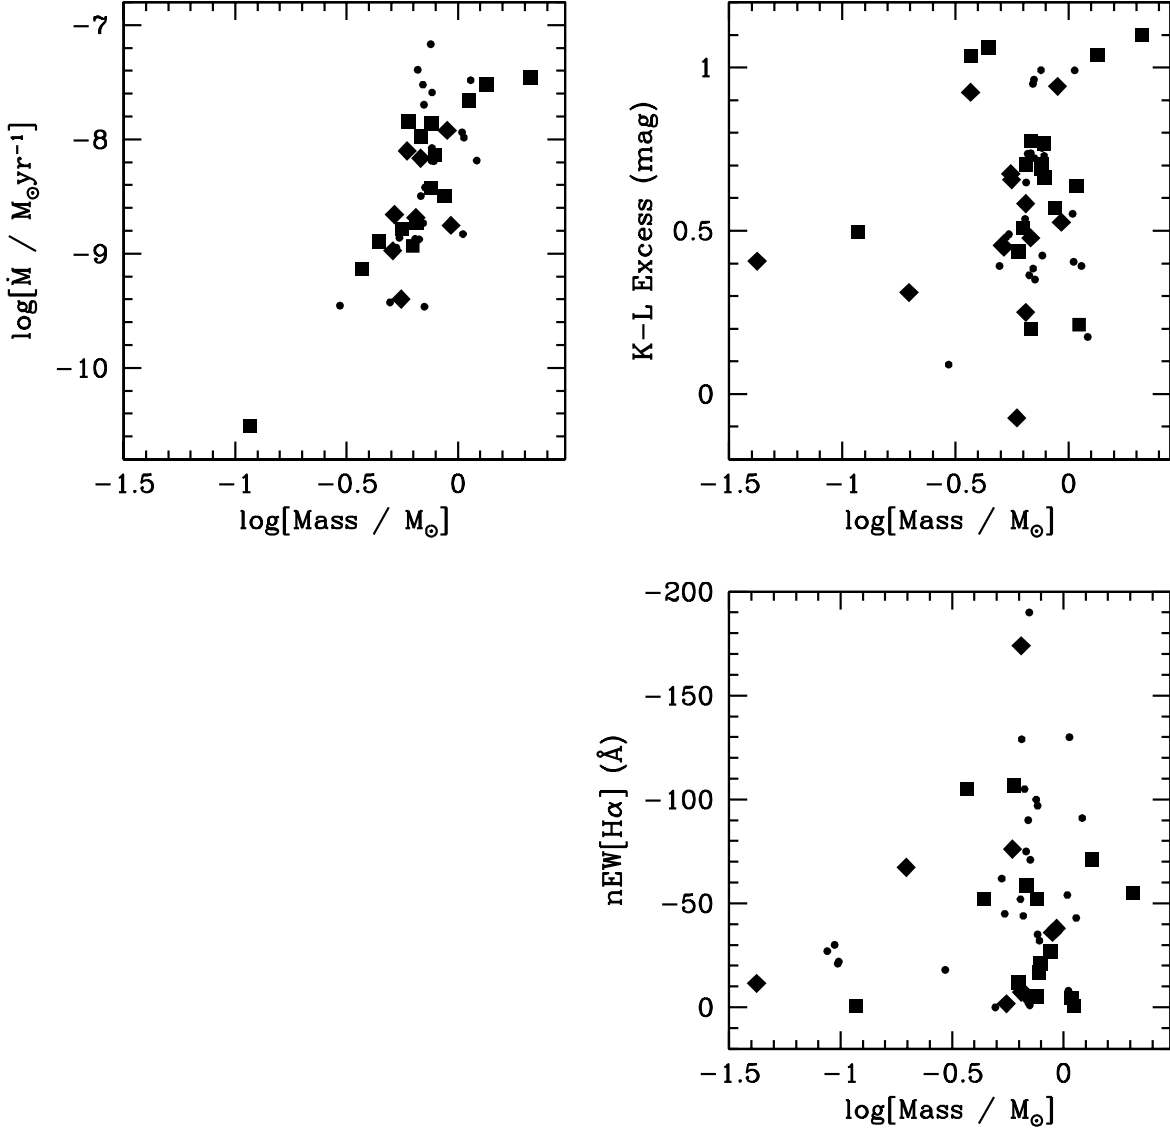 −7
−8
−9
−10
log[Ṁ / M⊙yr⁻¹]
−1.5 −1 −0.5 0
log[Mass / M⊙]
1
0.5
0
K−L Excess (mag)
−1.5 −1 −0.5 0
log[Mass / M⊙]
−200
−150
−100
−50
0
nEW[Hα] (Å)
−1.5 −1 −0.5 0
log[Mass / M⊙]